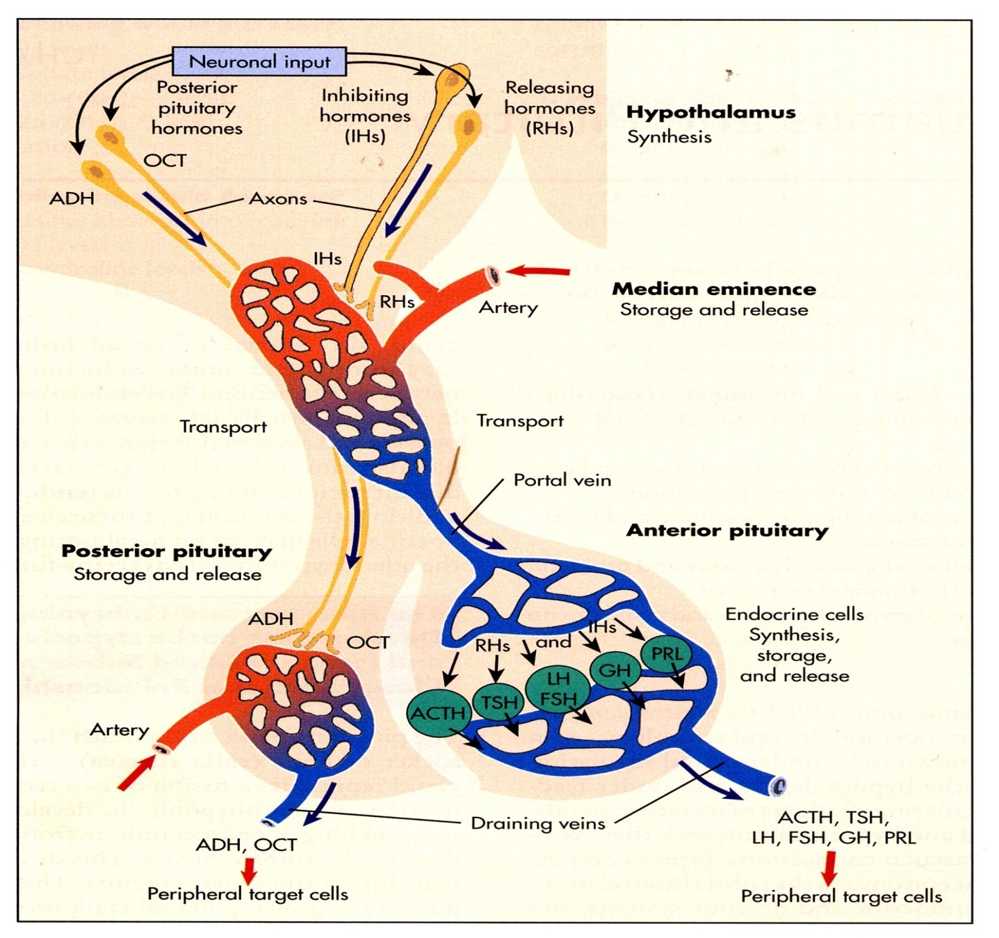 Neuronal input
Posterior
pituitary
hormones
Inhibiting
hormones
(IHs)
Releasing
hormones
(RHs)
Hypothalamus
Synthesis
OCT
ADH
Axons
IHs
RHs
Artery
Median eminence
Storage and release
Transport
Transport
Portal vein
Anterior pituitary
Posterior pituitary
Storage and release
ADH
OCT
Endocrine cells
Synthesis,
storage,
and release
RHs and IHs
ACTH
TSH
LH
FSH
GH
PRL
Artery
Draining veins
ADH, OCT
Peripheral target cells
ACTH, TSH,
LH, FSH, GH, PRL
Peripheral target cells